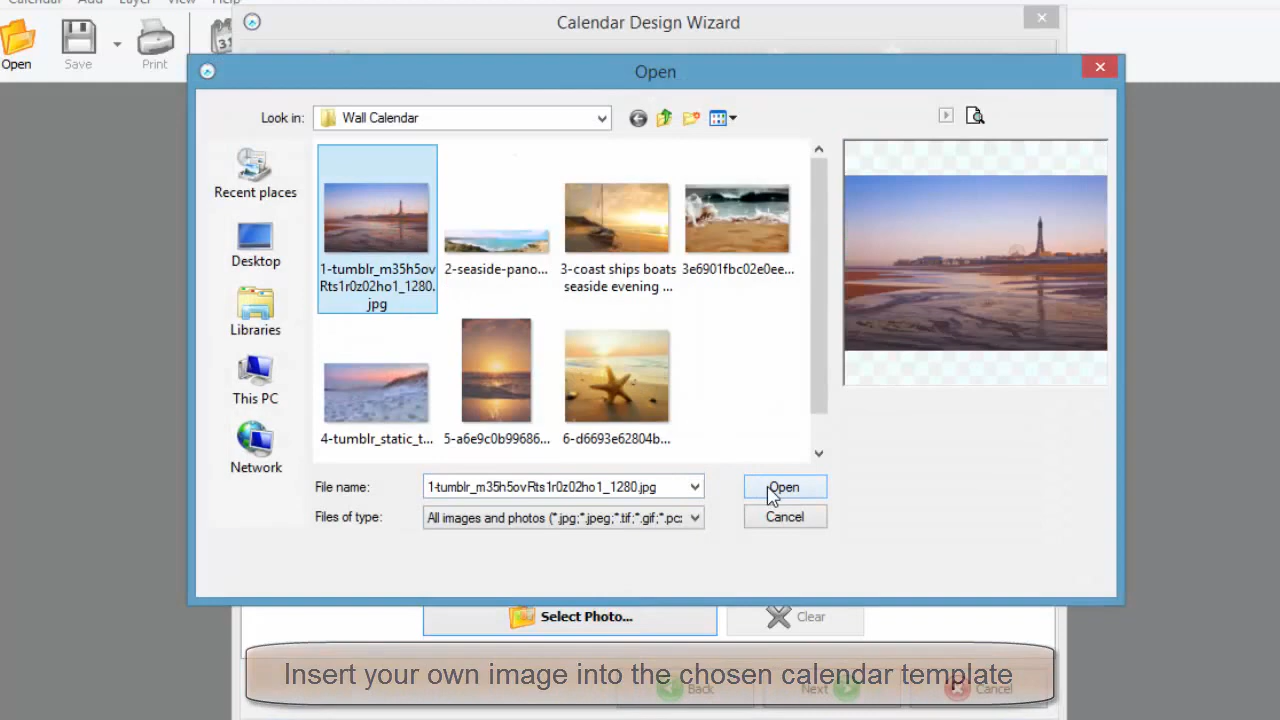 Calendar Add Layer View Help
Calendar Design Wizard
Open Save Print
31
Open
Look in: Wall Calendar
Recent places
Desktop
Libraries
This PC
Network
1-tumblr_m35h5ov
Rts1r0z02ho1_1280.
jpg
2-seaside-pano...
3-coast ships boats
seaside evening ...
3e6901fbc02e0ee...
4-tumblr_static_t...
5-a6e9c0b99686...
6-d6693e62804b...
File name: 1-tumblr_m35h5ovRts1r0z02ho1_1280.jpg Open
Files of type: All images and photos (*.jpg;*.jpeg;*.tif;*.gif;*.pc: Cancel
Select Photo... Clear
Insert your own image into the chosen calendar template
Back Next Cancel